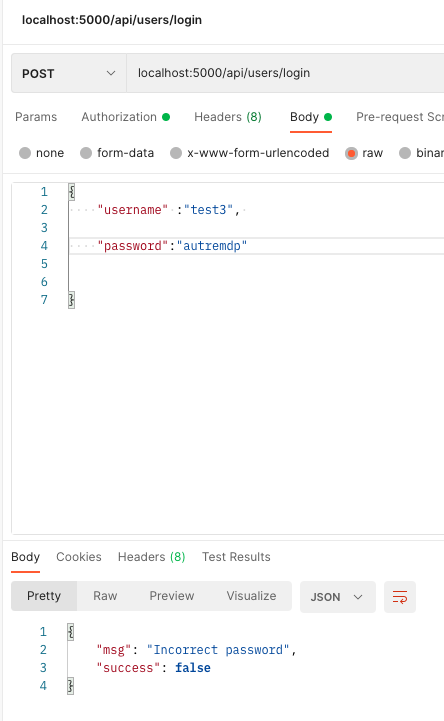 localhost:5000/api/users/login
POST localhost:5000/api/users/login
Params Authorization Headers (8) Body Pre-request Scr
none form-data x-www-form-urlencoded raw binar
1 {
2 "username" :"test3",
3
4 "password":"autremdp"
5
6
7 }
Body Cookies Headers (8) Test Results
Pretty Raw Preview Visualize JSON
1 {
2 "msg": "Incorrect password",
3 "success": false
4 }